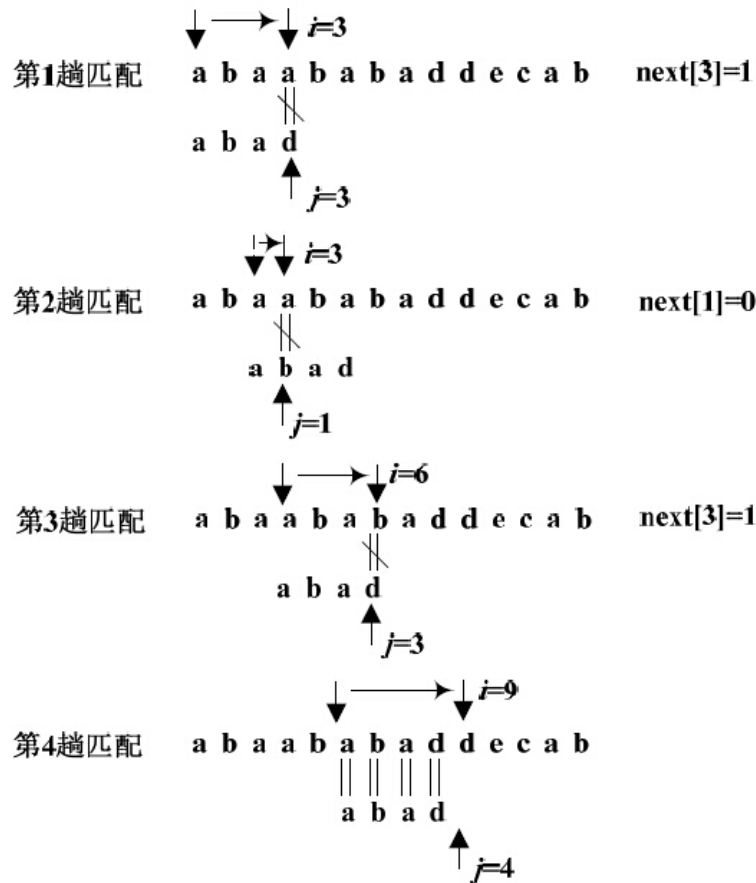 i=3
第1趟匹配 a b a a b a b a d d e c a b next[3]=1
a b a d
j=3
i=3
第2趟匹配 a b a a b a b a d d e c a b next[1]=0
a b a d
j=1
i=6
第3趟匹配 a b a a b a b a d d e c a b next[3]=1
a b a d
j=3
i=9
第4趟匹配 a b a a b a b a d d e c a b
a b a d
j=4